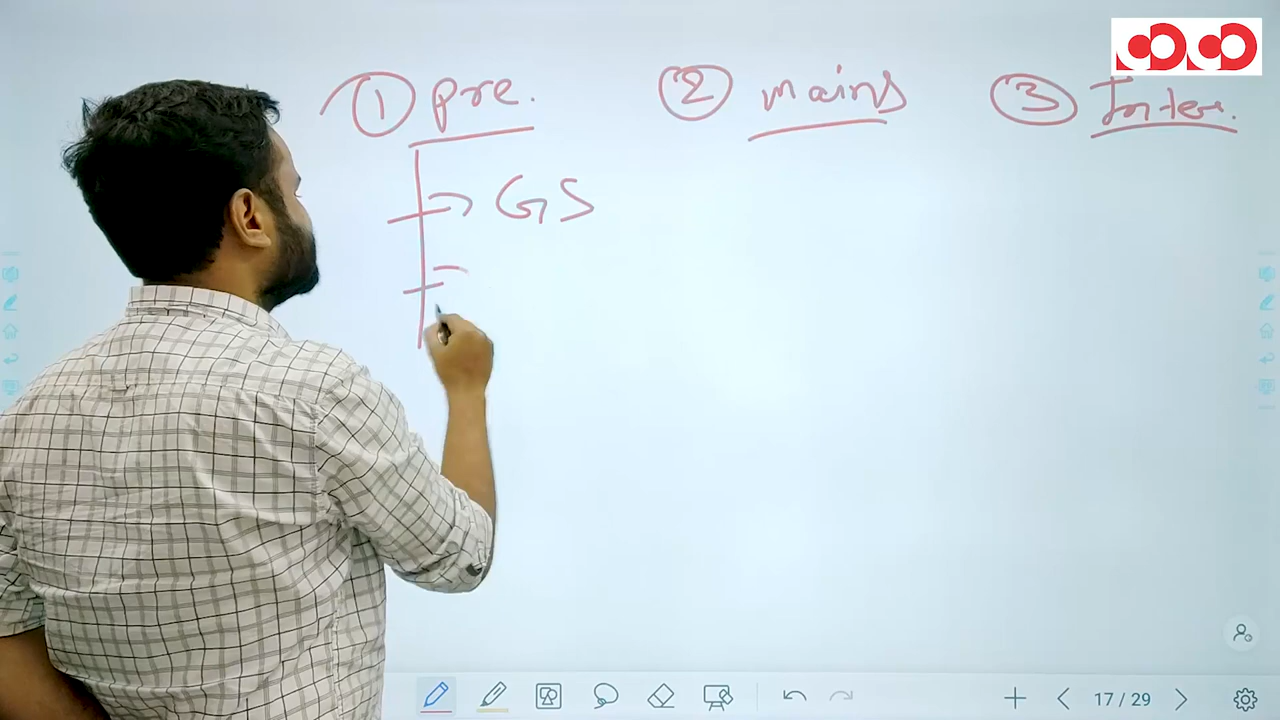 ① pre. ② mains ③ Inter.
GS
17 / 29